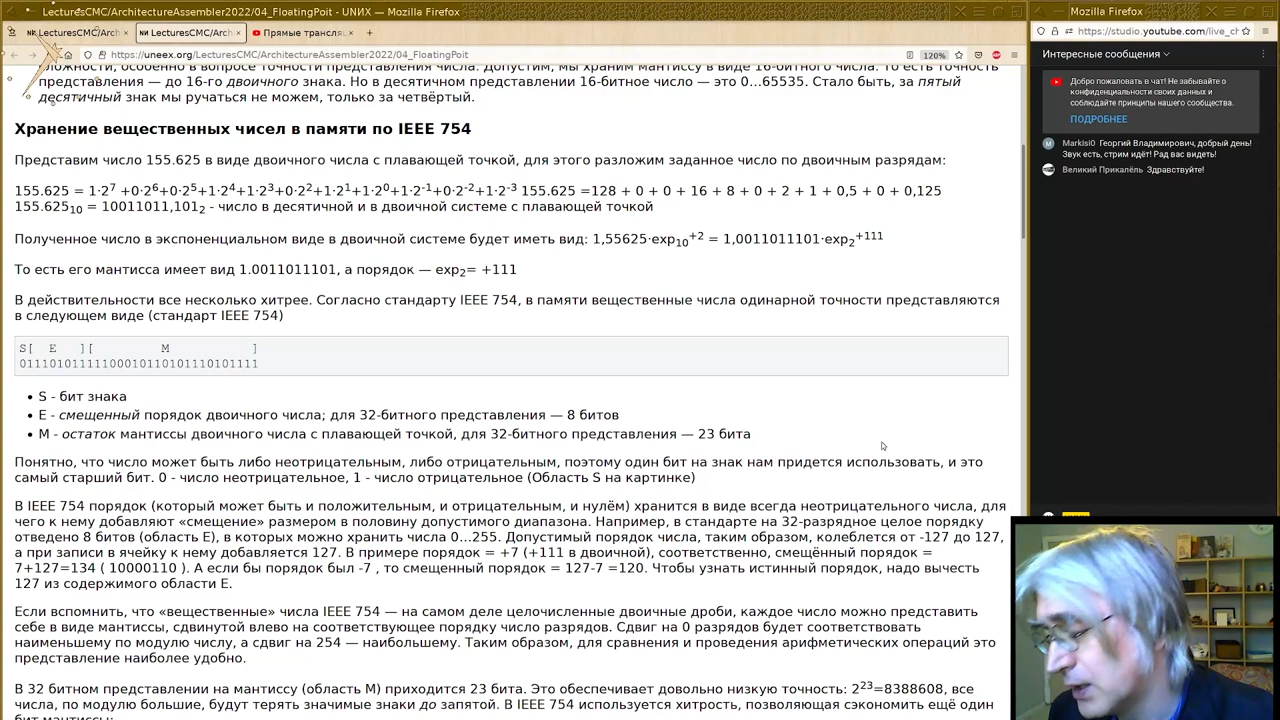 LecturesCMC/ArchitectureAssembler2022/04_FloatingPoit - UNИX — Mozilla Firefox
LecturesCMC/Arch
LecturesCMC/Arch
Прямые трансляц
https://uneex.org/LecturesCMC/ArchitectureAssembler2022/04_FloatingPoit
120%
сложности, особенно в вопросе точности представления числа. Допустим, мы храним мантиссу в виде 16-битного числа. То есть точность
представления — до 16-го двоичного знака. Но в десятичном представлении 16-битное число — это 0…65535. Стало быть, за пятый
десятичный знак мы ручаться не можем, только за четвёртый.
Хранение вещественных чисел в памяти по IEEE 754
Представим число 155.625 в виде двоичного числа с плавающей точкой, для этого разложим заданное число по двоичным разрядам:
155.625 = 1·2⁷ +0·2⁶+0·2⁵+1·2⁴+1·2³+0·2²+1·2¹+1·2⁰+1·2⁻¹+0·2⁻²+1·2⁻³ 155.625 =128 + 0 + 0 + 16 + 8 + 0 + 2 + 1 + 0,5 + 0 + 0,125
155.625₁₀ = 10011011,101₂ - число в десятичной и в двоичной системе с плавающей точкой
Полученное число в экспоненциальном виде в двоичной системе будет иметь вид: 1,55625·exp₁₀⁺² = 1,0011011101·exp₂⁺¹¹¹
То есть его мантисса имеет вид 1.0011011101, а порядок — exp₂= +111
В действительности все несколько хитрее. Согласно стандарту IEEE 754, в памяти вещественные числа одинарной точности представляются
в следующем виде (стандарт IEEE 754)
S[  E   ][         M           ]
01110101111100010110101110101111
• S - бит знака
• E - смещенный порядок двоичного числа; для 32-битного представления — 8 битов
• M - остаток мантиссы двоичного числа с плавающей точкой, для 32-битного представления — 23 бита
Понятно, что число может быть либо неотрицательным, либо отрицательным, поэтому один бит на знак нам придется использовать, и это
самый старший бит. 0 - число неотрицательное, 1 - число отрицательное (Область S на картинке)
В IEEE 754 порядок (который может быть и положительным, и отрицательным, и нулём) хранится в виде всегда неотрицательного числа, для
чего к нему добавляют «смещение» размером в половину допустимого диапазона. Например, в стандарте на 32-разрядное целое порядку
отведено 8 битов (область E), в которых можно хранить числа 0…255. Допустимый порядок числа, таким образом, колеблется от -127 до 127,
а при записи в ячейку к нему добавляется 127. В примере порядок = +7 (+111 в двоичной), соответственно, смещённый порядок =
7+127=134 ( 10000110 ). А если бы порядок был -7 , то смещенный порядок = 127-7 =120. Чтобы узнать истинный порядок, надо вычесть
127 из содержимого области E.
Если вспомнить, что «вещественные» числа IEEE 754 — на самом деле целочисленные двоичные дроби, каждое число можно представить
себе в виде мантиссы, сдвинутой влево на соответствующее порядку число разрядов. Сдвиг на 0 разрядов будет соответствовать
наименьшему по модулю числу, а сдвиг на 254 — наибольшему. Таким образом, для сравнения и проведения арифметических операций это
представление наиболее удобно.
В 32 битном представлении на мантиссу (область M) приходится 23 бита. Это обеспечивает довольно низкую точность: 2²³=8388608, все
числа, по модулю большие, будут терять значимые знаки до запятой. В IEEE 754 используется хитрость, позволяющая сэкономить ещё один
бит мантиссы:
Mozilla Firefox
https://studio.youtube.com/live_ch
Интересные сообщения
Добро пожаловать в чат! Не забывайте о
конфиденциальности своих данных и
соблюдайте принципы нашего сообщества.
ПОДРОБНЕЕ
M
Markisl0 Георгий Владимирович, добрый день!
Звук есть, стрим идёт! Рад вас видеть!
Великий Прикалёль Здравствуйте!